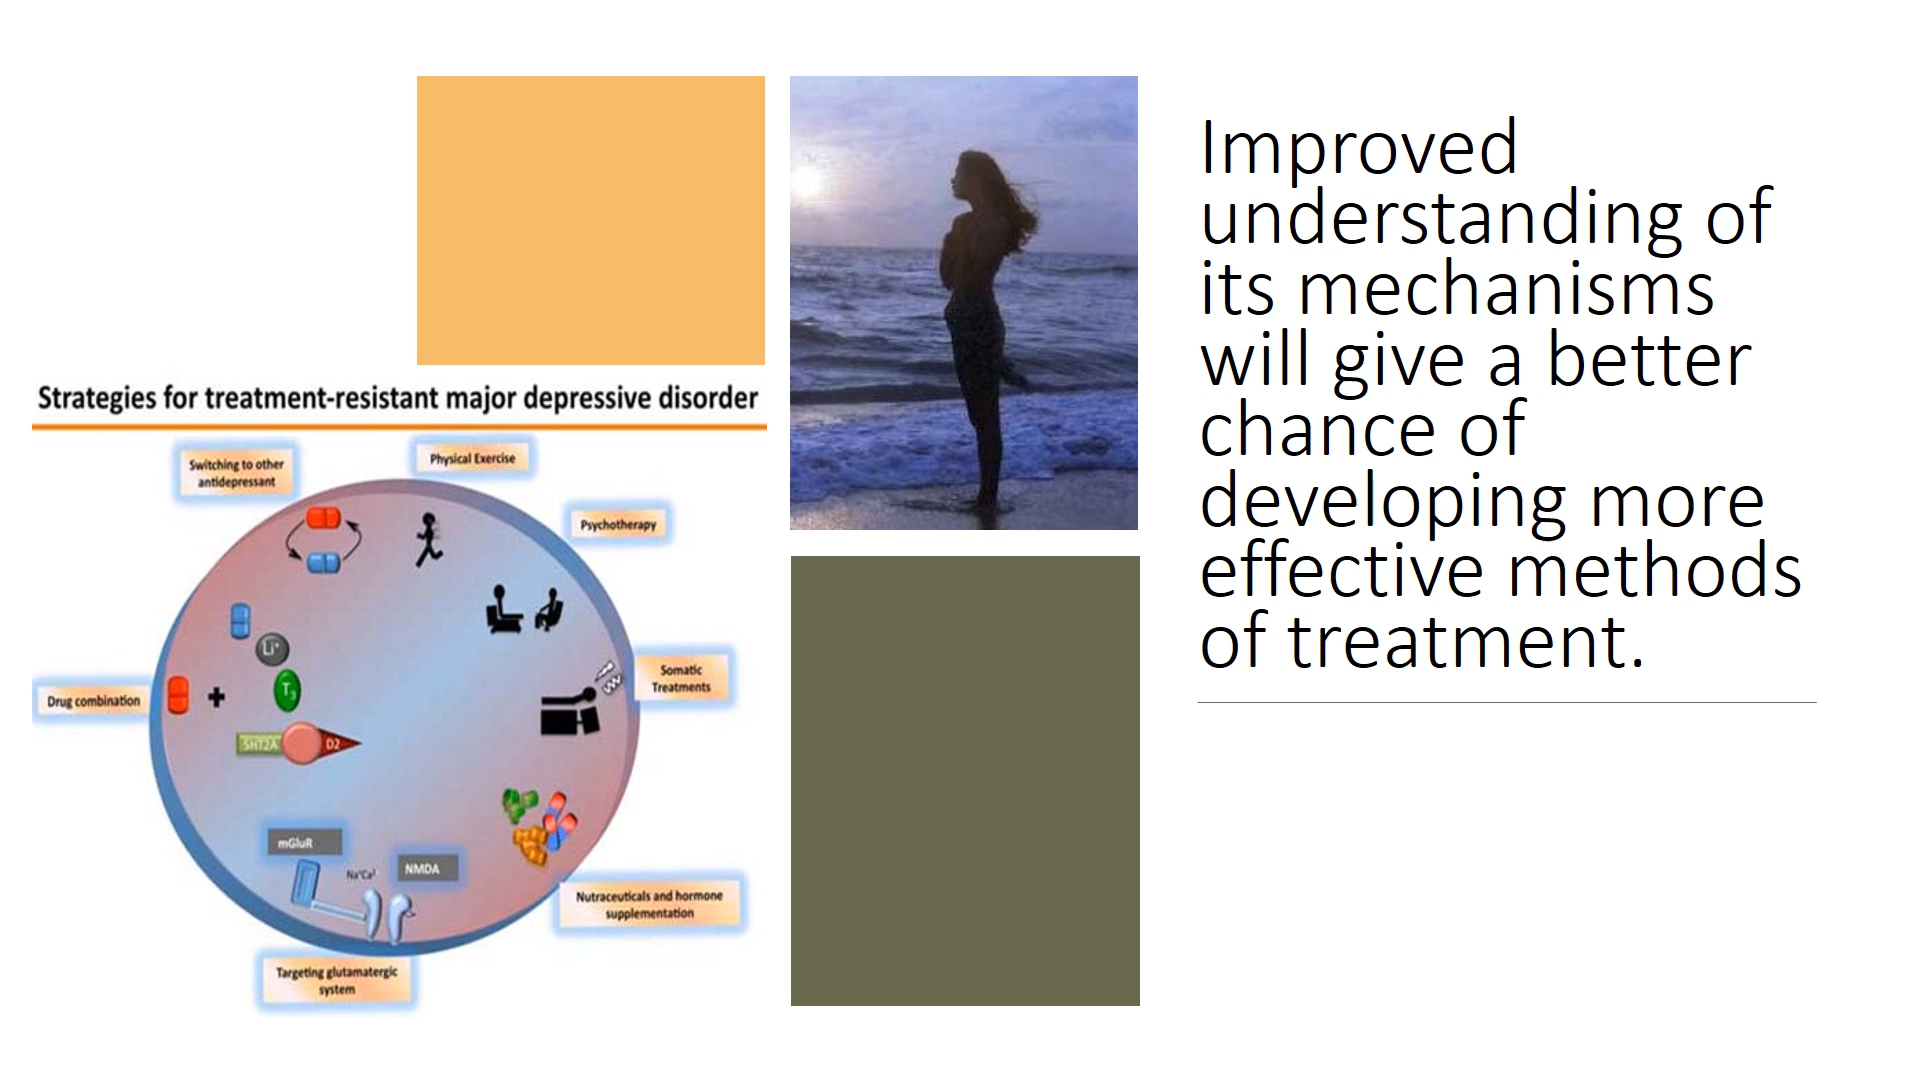 Improved
understanding of
its mechanisms
will give a better
chance of
developing more
effective methods
of treatment.
Strategies for treatment-resistant major depressive disorder
Switching to other
antidepressant
Physical Exercise
Psychotherapy
Somatic
Treatments
Nutraceuticals and hormone
supplementation
Targeting glutamatergic
system
Drug combination
Li⁺
T₃
5HT2A
D2
mGluR
NMDA